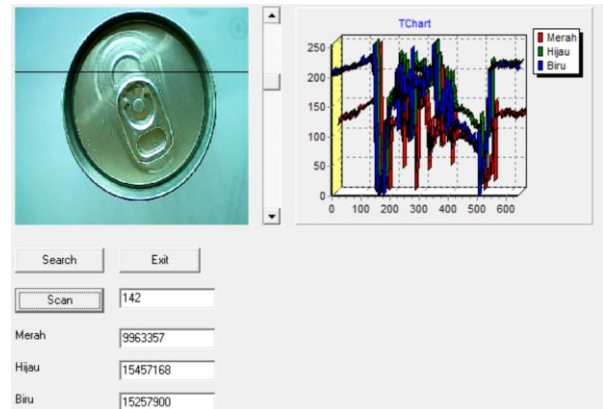 TChart
250
200
150
100
50
0
0 100 200 300 400 500 600
Merah
Hijau
Biru
Search Exit
Scan 142
Merah 9963357
Hijau 15457168
Biru 15257900